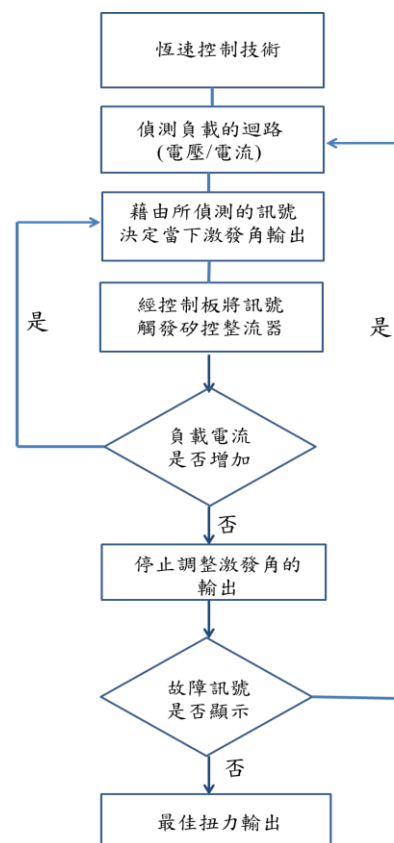 恆速控制技術
偵測負載的迴路
(電壓/電流)
藉由所偵測的訊號
決定當下激發角輸出
是
是
經控制板將訊號
觸發矽控整流器
負載電流
是否增加
否
停止調整激發角的
輸出
故障訊號
是否顯示
否
最佳扭力輸出